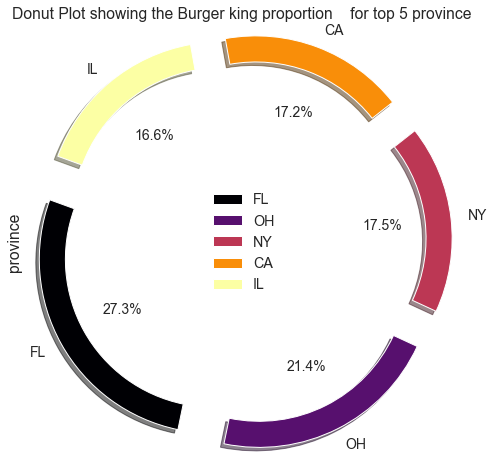 Donut Plot showing the Burger king proportion    for top 5 province
CA
IL
17.2%
16.6%
FL
OH
NY
CA
IL
17.5%
NY
province
27.3%
FL
21.4%
OH